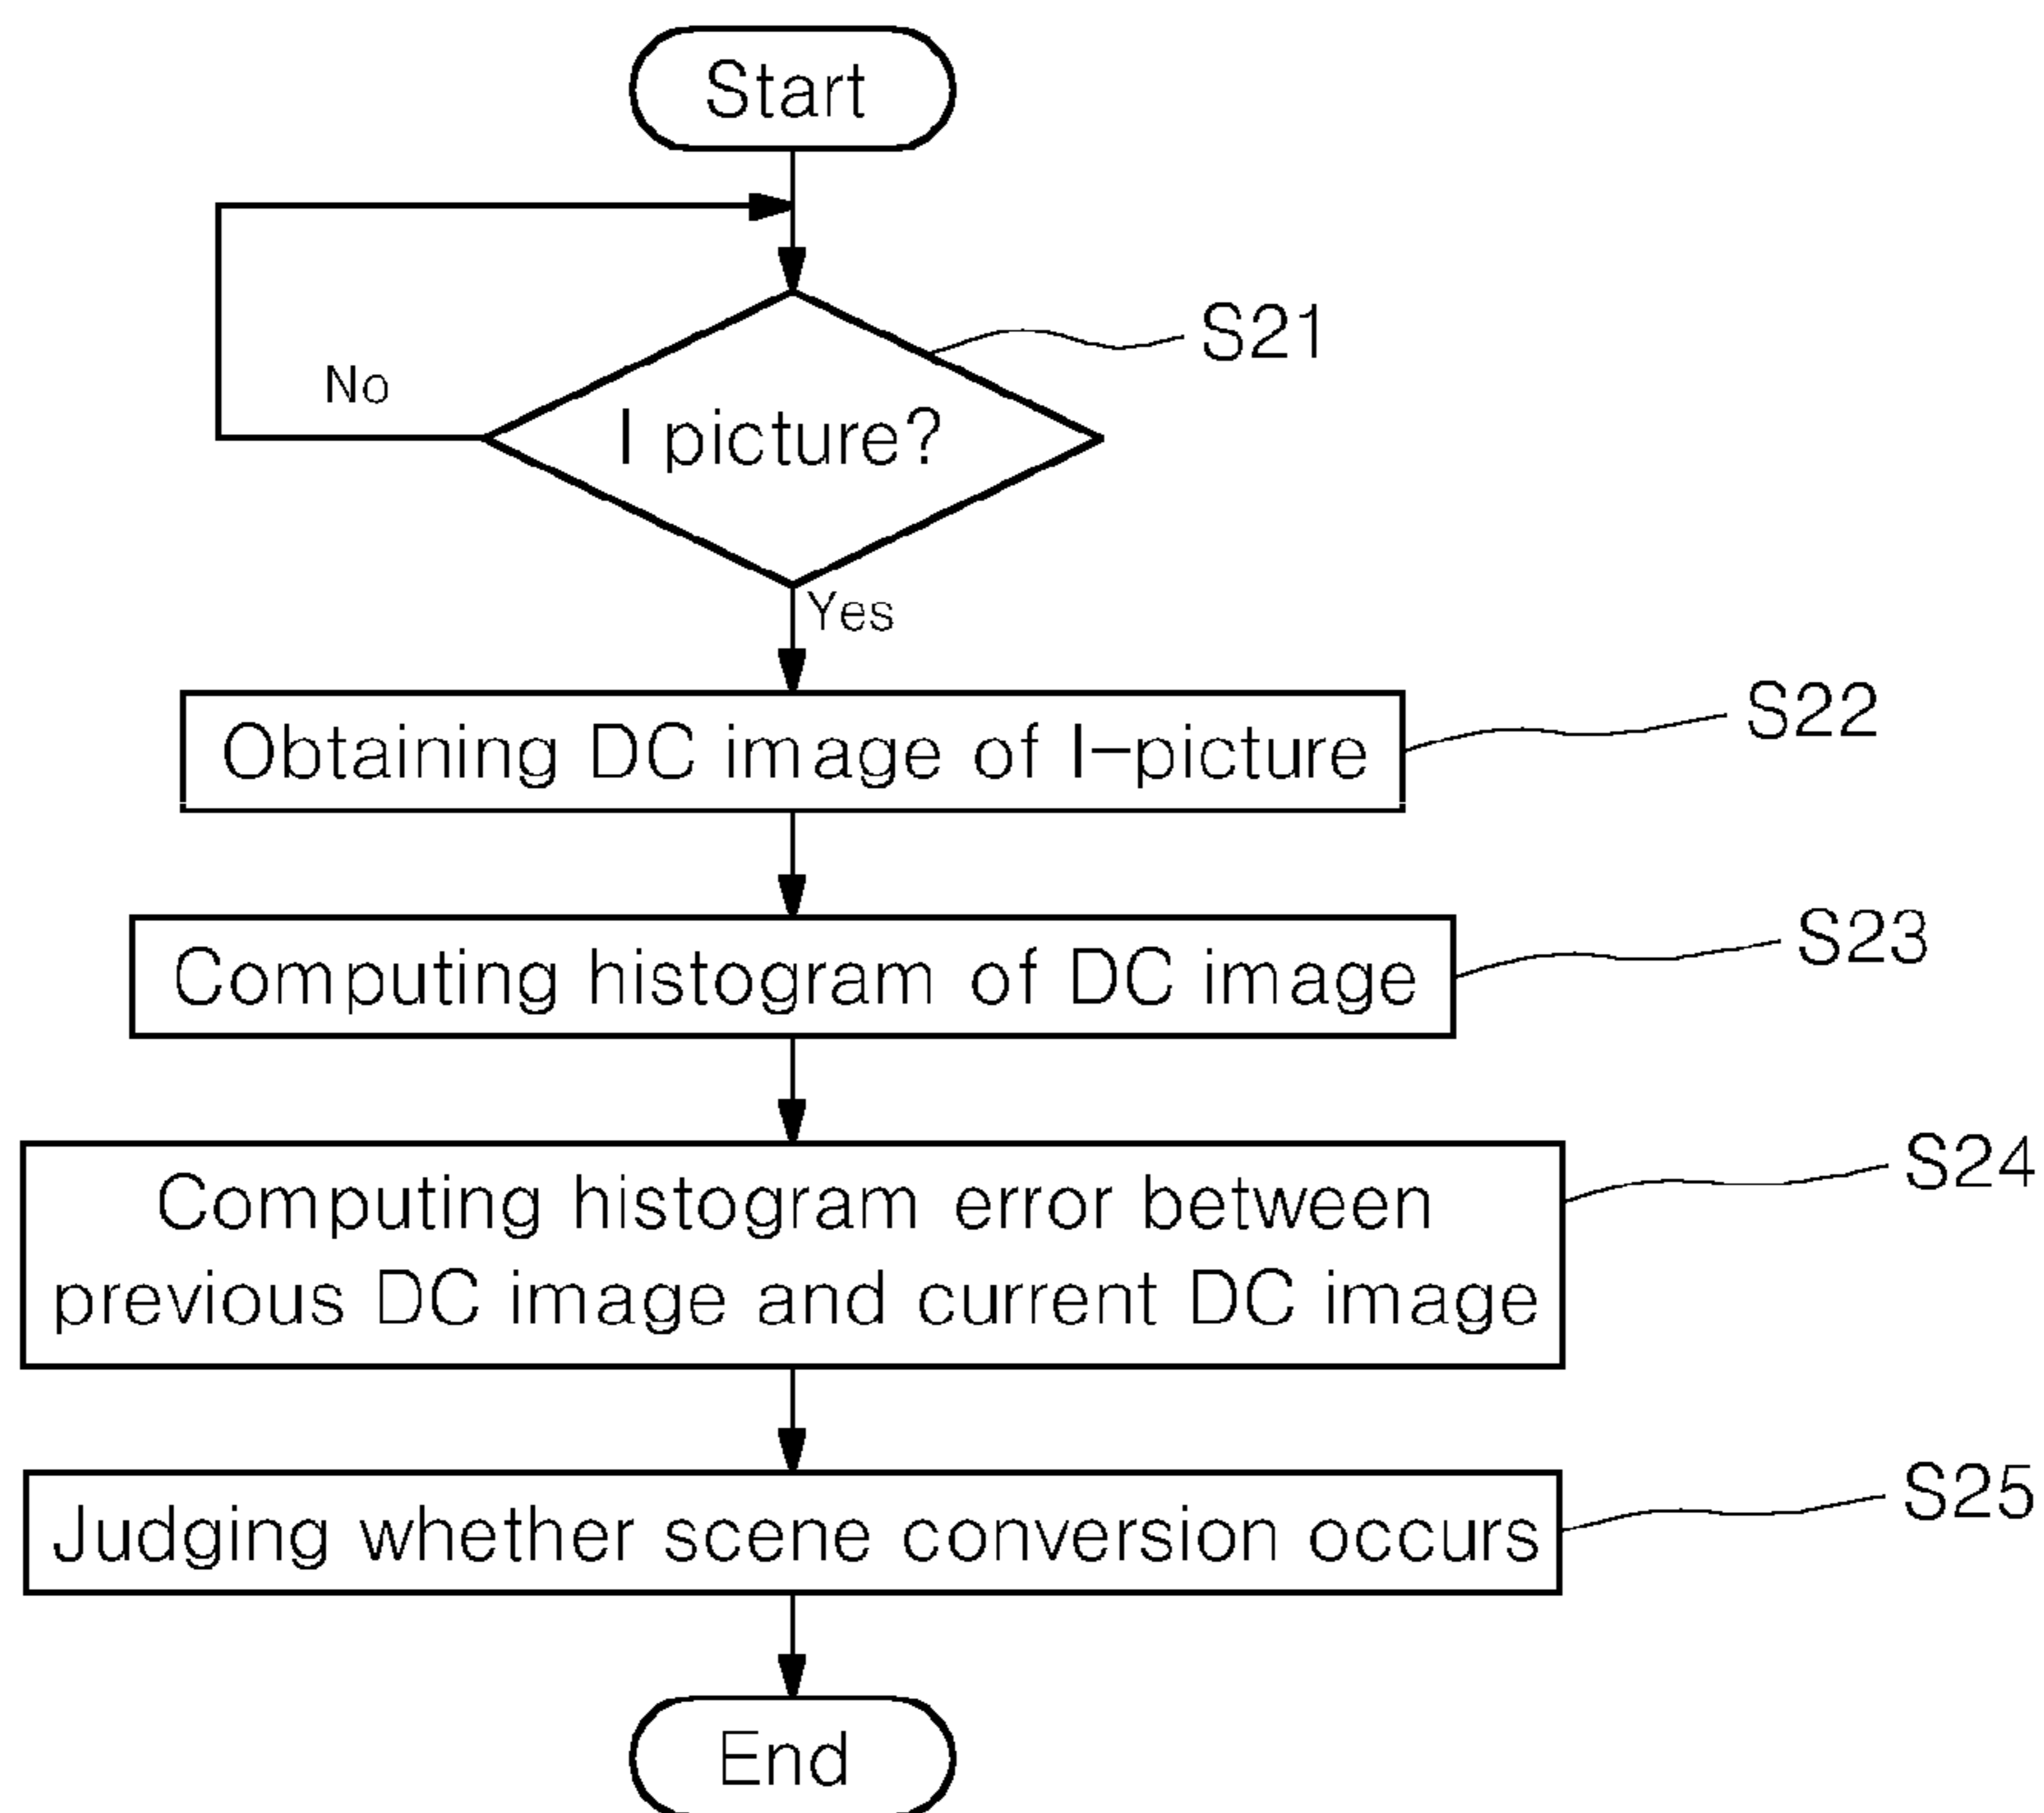 Start
S21
No
I picture?
Yes
S22
Obtaining DC image of I-picture
S23
Computing histogram of DC image
S24
Computing histogram error between
previous DC image and current DC image
S25
Judging whether scene conversion occurs
End